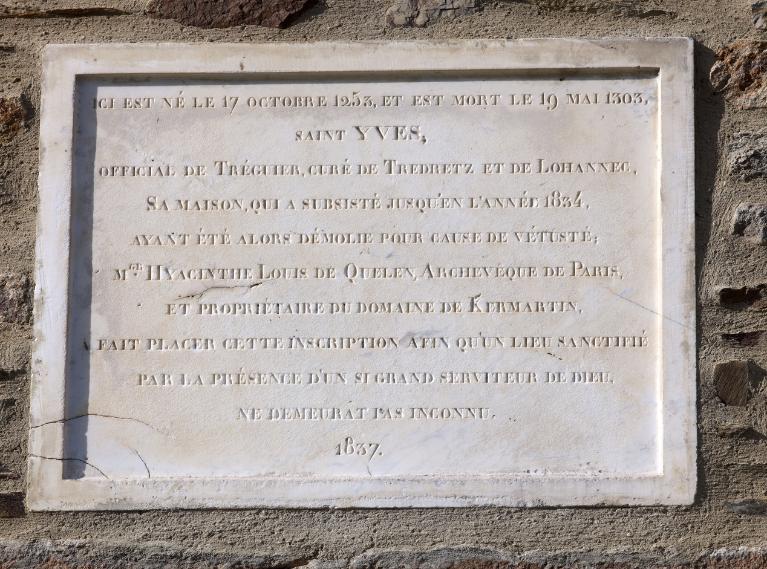 ICI EST NÉ LE 17 OCTOBRE 1253, ET EST MORT LE 19 MAI 1303,
SAINT YVES,
OFFICIAL DE TRÉGUIER, CURÉ DE TREDRETZ ET DE LOHANNEC,
SA MAISON, QUI A SUBSISTÉ JUSQU'EN L'ANNÉE 1834,
AYANT ÉTÉ ALORS DÉMOLIE POUR CAUSE DE VÉTUSTÉ;
MGR HYACINTHE LOUIS DE QUELEN, ARCHEVÊQUE DE PARIS,
ET PROPRIÉTAIRE DU DOMAINE DE KERMARTIN,
A FAIT PLACER CETTE INSCRIPTION AFIN QU'UN LIEU SANCTIFIÉ
PAR LA PRÉSENCE D'UN SI GRAND SERVITEUR DE DIEU,
NE DEMEURAT PAS INCONNU.
1837.